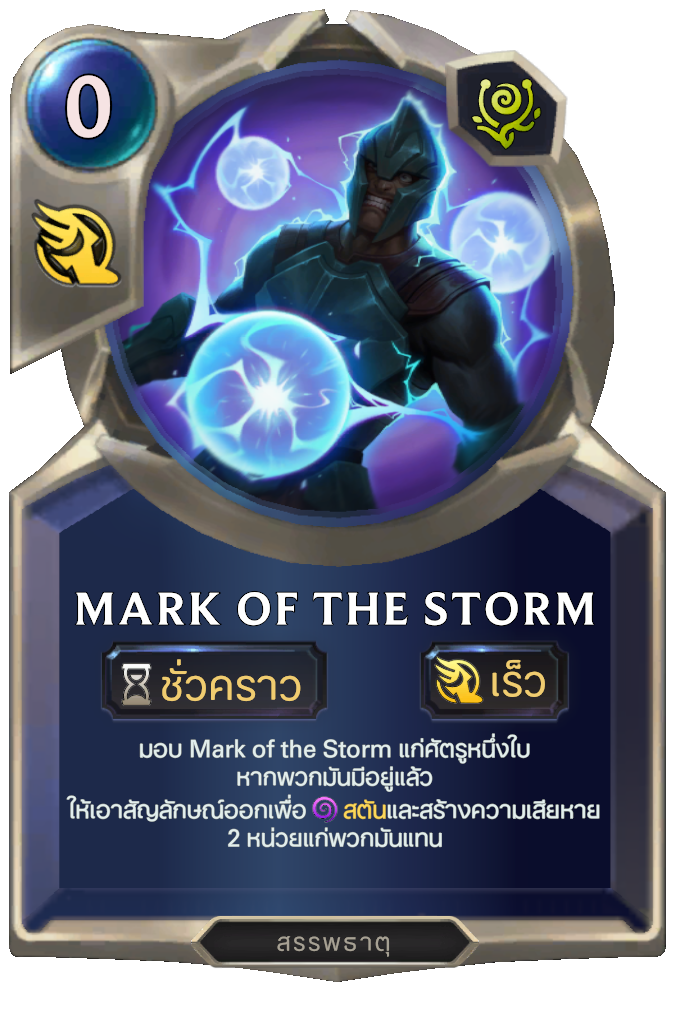 0
MARK OF THE STORM
ชั่วคราว เร็ว
มอบ Mark of the Storm แก่ศัตรูหนึ่งใบ
หากพวกมันมีอยู่แล้ว
ให้เอาสัญลักษณ์ออกเพื่อ สตันและสร้างความเสียหาย
2 หน่วยแก่พวกมันแทน
สรรพธาตุ